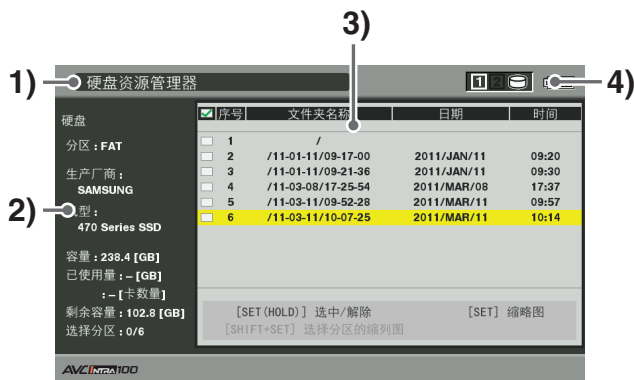 3)
1)
硬盘资源管理器
1 2
4)
硬盘
分区 : FAT
生产厂商 :
SAMSUNG
2)
型 :
470 Series SSD
容量 : 238.4 [GB]
已使用量 : – [GB]
: – [卡数量]
剩余容量 : 102.8 [GB]
选择分区 : 0/6
序号 文件夹名称 日期 时间
1 /
2 /11-01-11/09-17-00 2011/JAN/11 09:20
3 /11-01-11/09-21-36 2011/JAN/11 09:30
4 /11-03-08/17-25-54 2011/MAR/08 17:37
5 /11-03-11/09-52-28 2011/MAR/11 09:57
6 /11-03-11/10-07-25 2011/MAR/11 10:14
[SET(HOLD)] 选中/解除 [SET] 缩略图
[SHIFT+SET] 选择分区的缩列图
AVC INTRA 100